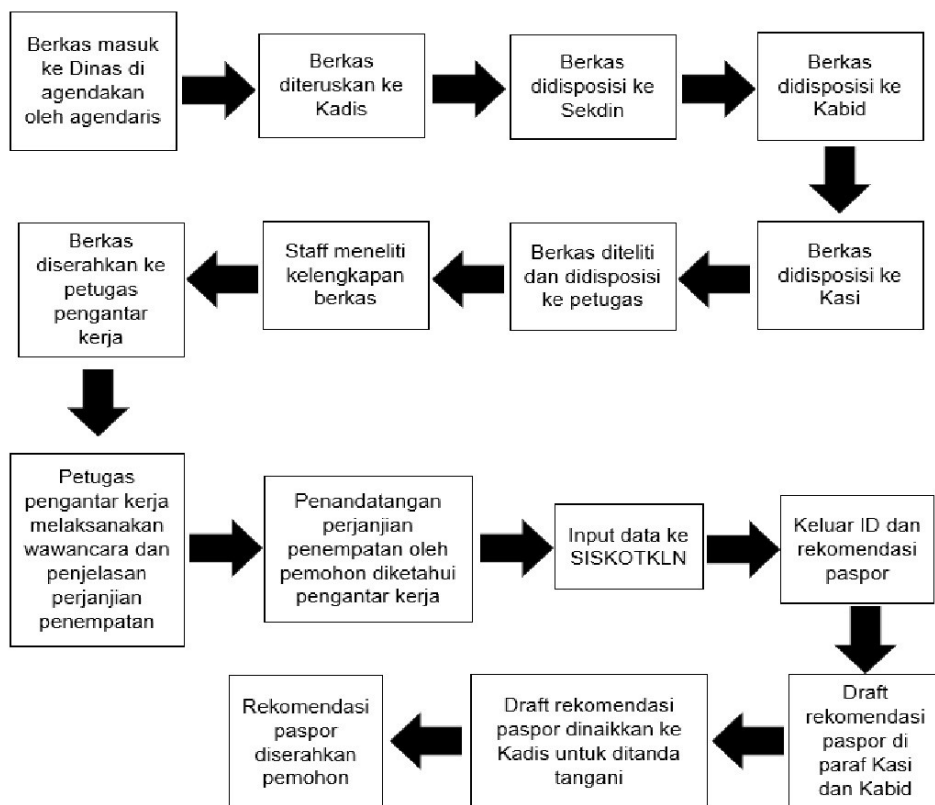 Berkas masuk
ke Dinas di
agendakan
oleh agendaris
Berkas
diteruskan ke
Kadis
Berkas
didisposisi ke
Sekdin
Berkas
didisposisi ke
Kabid
Berkas
didisposisi ke
Kasi
Berkas diteliti
dan didisposisi
ke petugas
Staff meneliti
kelengkapan
berkas
Berkas
diserahkan ke
petugas
pengantar
kerja
Petugas
pengantar kerja
melaksanakan
wawancara dan
penjelasan
perjanjian
penempatan
Penandatangan
perjanjian
penempatan oleh
pemohon diketahui
pengantar kerja
Input data ke
SISKOTKLN
Keluar ID dan
rekomendasi
paspor
Draft
rekomendasi
paspor di
paraf Kasi
dan Kabid
Draft rekomendasi
paspor dinaikkan ke
Kadis untuk ditanda
tangani
Rekomendasi
paspor
diserahkan
pemohon